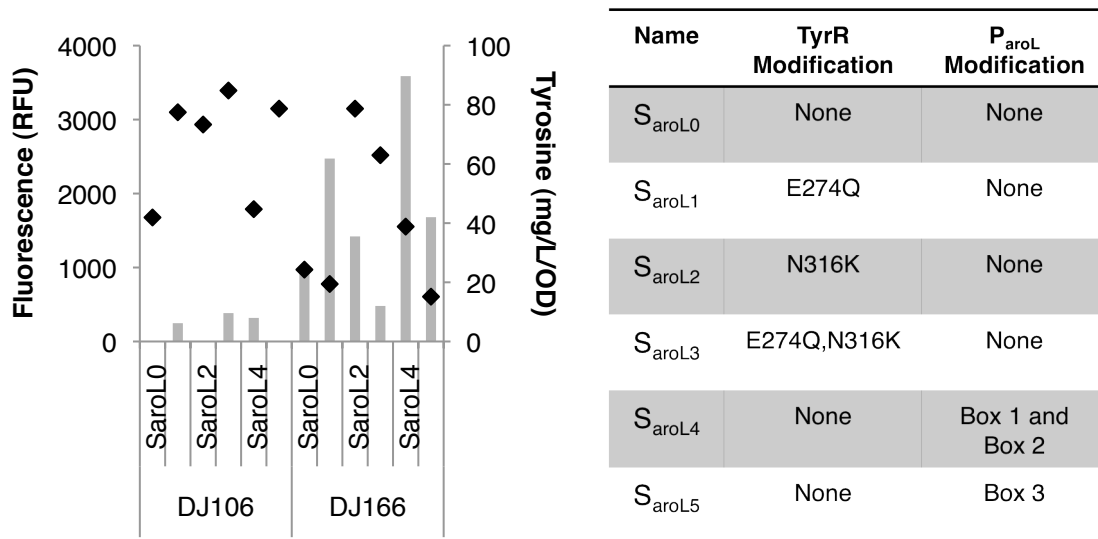 4000
3000
2000
1000
0
Fluorescence (RFU)
100
80
60
40
20
0
Tyrosine (mg/L/OD)
SaroL0
SaroL2
SaroL4
SaroL0
SaroL2
SaroL4
DJ106
DJ166
Name TyrR Modification ParoL Modification
SaroL0 None None
SaroL1 E274Q None
SaroL2 N316K None
SaroL3 E274Q,N316K None
SaroL4 None Box 1 and Box 2
SaroL5 None Box 3